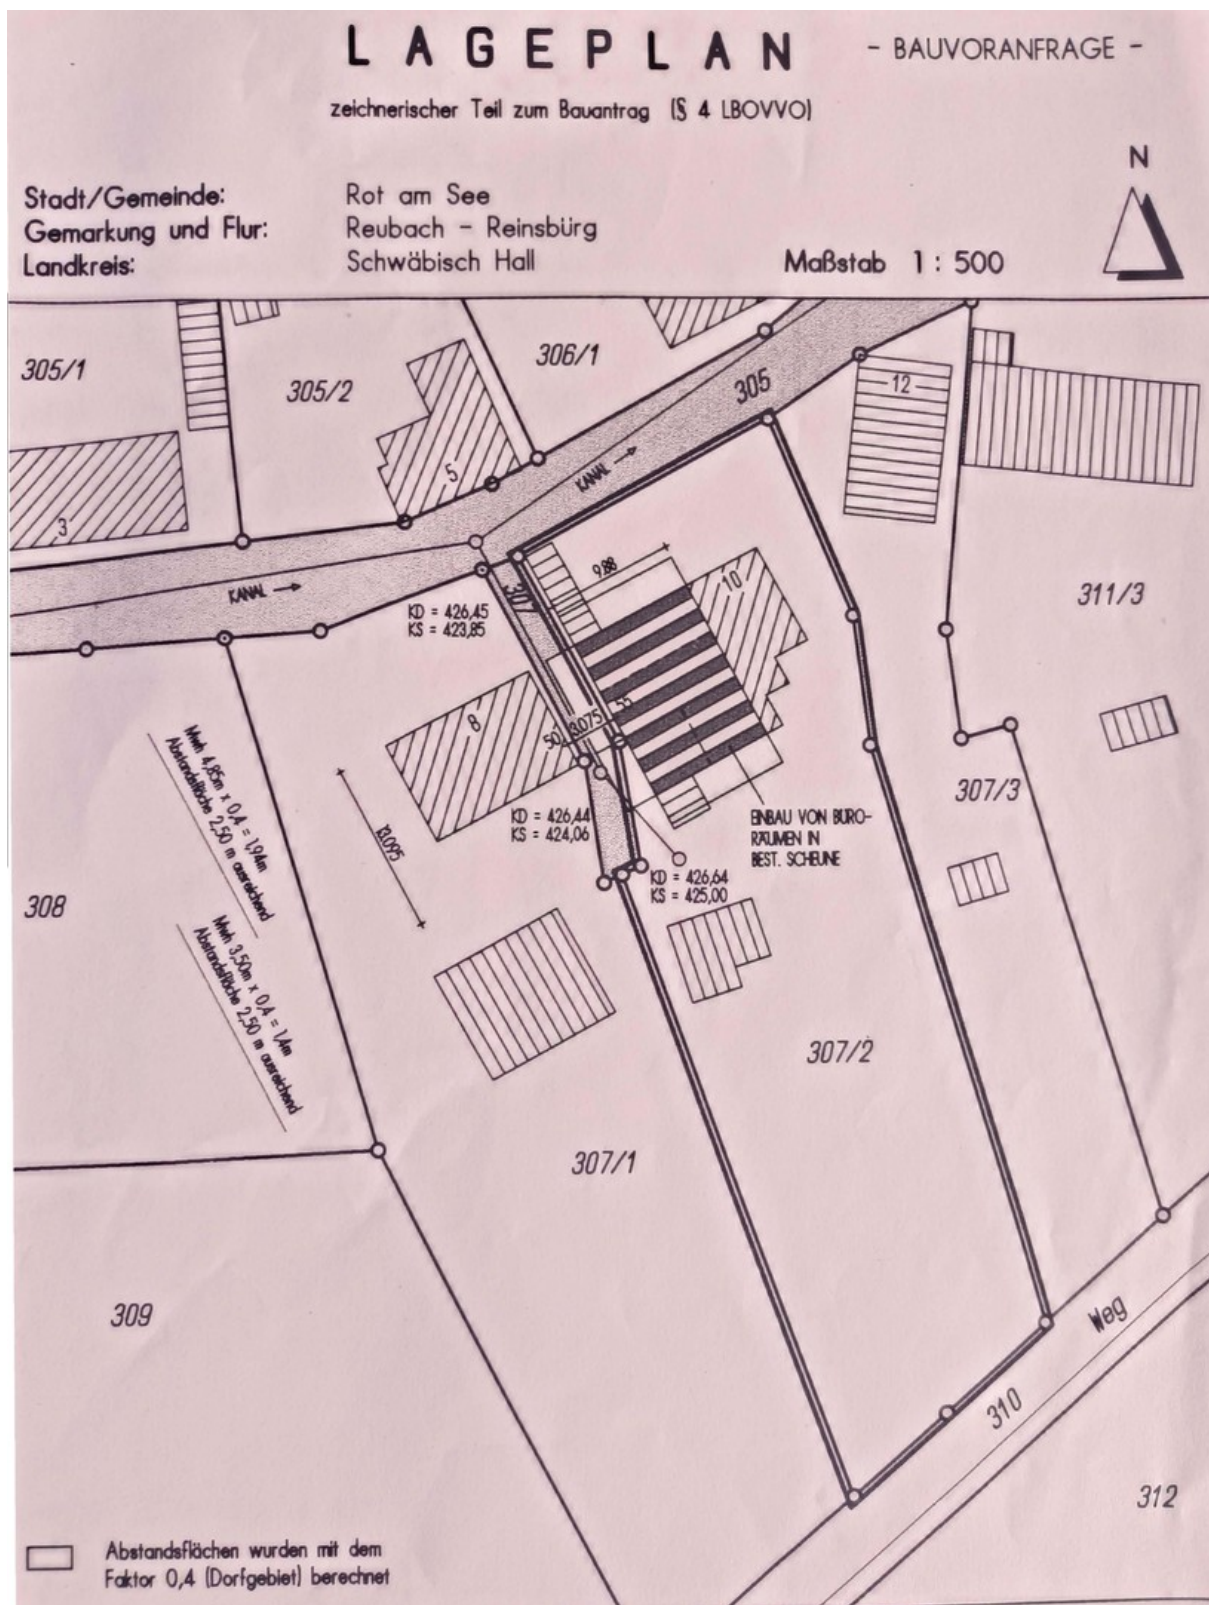 LAGEPLAN - BAUVORANFRAGE -
zeichnerischer Teil zum Bauantrag (§ 4 LBOVVO)
N
Stadt/Gemeinde: Rot am See
Gemarkung und Flur: Reubach - Reinsbürg
Landkreis: Schwäbisch Hall
Maßstab 1 : 500
305/1
305/2
306/1
305
12
3
5
KANAL →
KANAL →
307
9.88
10
311/3
KD = 426,45
KS = 423,85
8
50
3.075
55
13.095
KD = 426,44
KS = 424,06
EINBAU VON BÜRO-
RÄUMEN IN
BEST. SCHEUNE
307/3
KD = 426,64
KS = 425,00
Mwh 4,85m x 0,4 = 1,94m
Abstandsfläche 2,50 m ausreichend
308
Mwh 3,50m x 0,4 = 1,4m
Abstandsfläche 2,50 m ausreichend
307/2
307/1
309
Weg
310
312
Abstandsflächen wurden mit dem
Faktor 0,4 (Dorfgebiet) berechnet